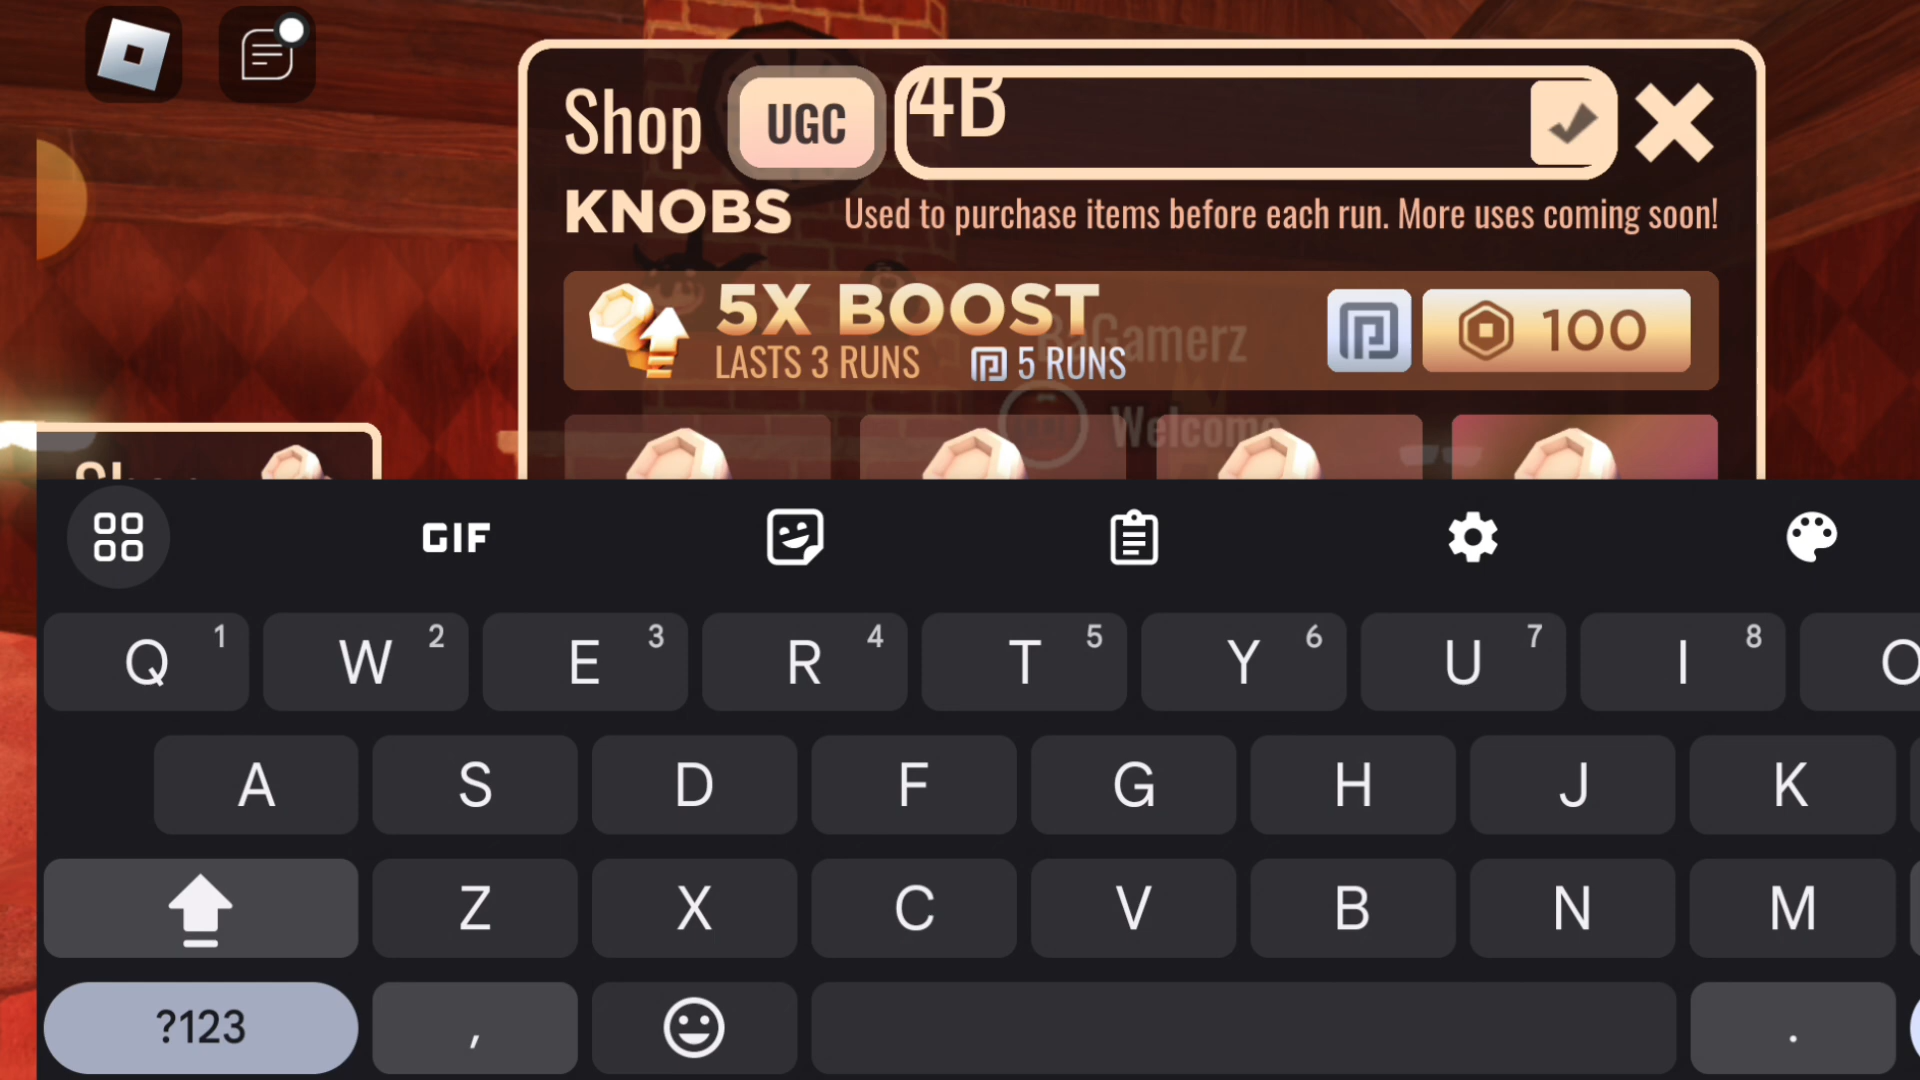 Shop
UGC
4B
KNOBS
Used to purchase items before each run. More uses coming soon!
5X BOOST
LASTS 3 RUNS
5 RUNS
100
Gamerz
Welcome
GIF
Q 1 W 2 E 3 R 4 T 5 Y 6 U 7 I 8 O
A S D F G H J K
Z X C V B N M
?123 , .